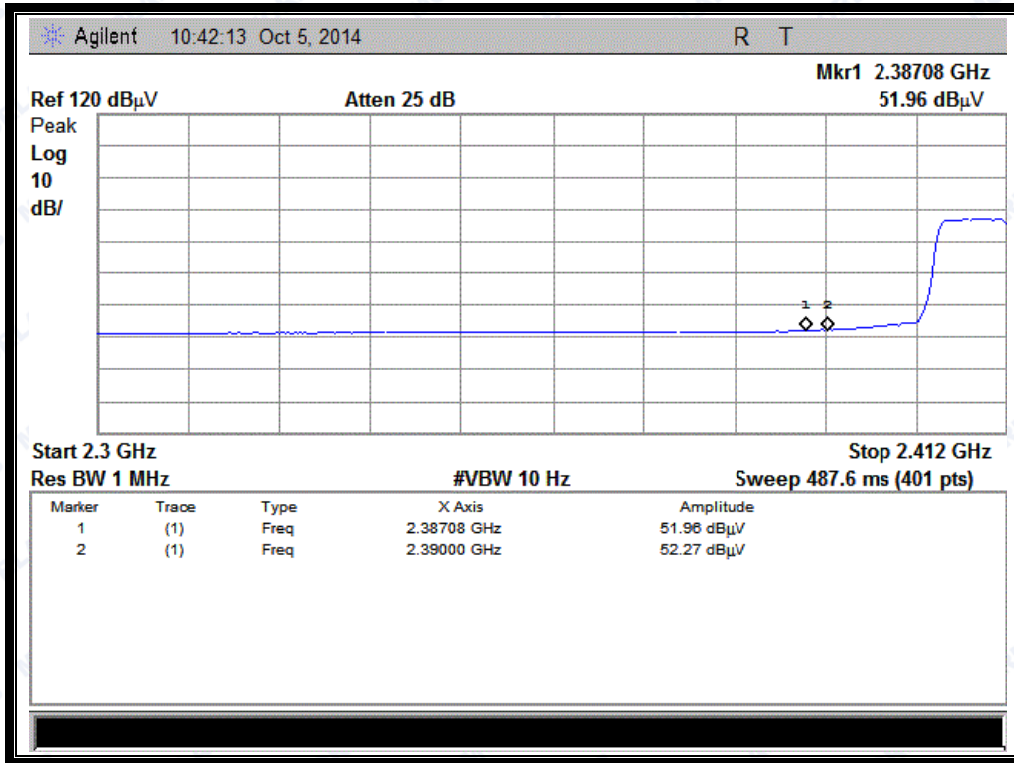 Agilent 10:42:13 Oct 5, 2014 R T
Mkr1 2.38708 GHz
Ref 120 dBµV Atten 25 dB 51.96 dBµV
Peak
Log
10
dB/
1 2
Start 2.3 GHz Stop 2.412 GHz
Res BW 1 MHz #VBW 10 Hz Sweep 487.6 ms (401 pts)
Marker Trace Type X Axis Amplitude
1 (1) Freq 2.38708 GHz 51.96 dBµV
2 (1) Freq 2.39000 GHz 52.27 dBµV